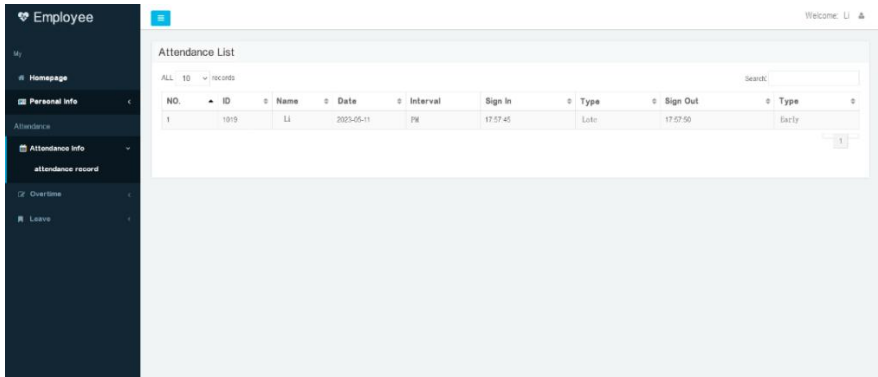 Employee
Welcome: Li
My
Homepage
Personal Info
Attendance
Attendance Info
attendance record
Overtime
Leave
Attendance List
ALL 10 records
Search:
NO. ID Name Date Interval Sign In Type Sign Out Type
1 1019 Li 2023-05-11 PM 17:57:45 Late 17:57:50 Early
1